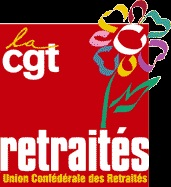 la
cgt
retraités
Union Confédérale des Retraités